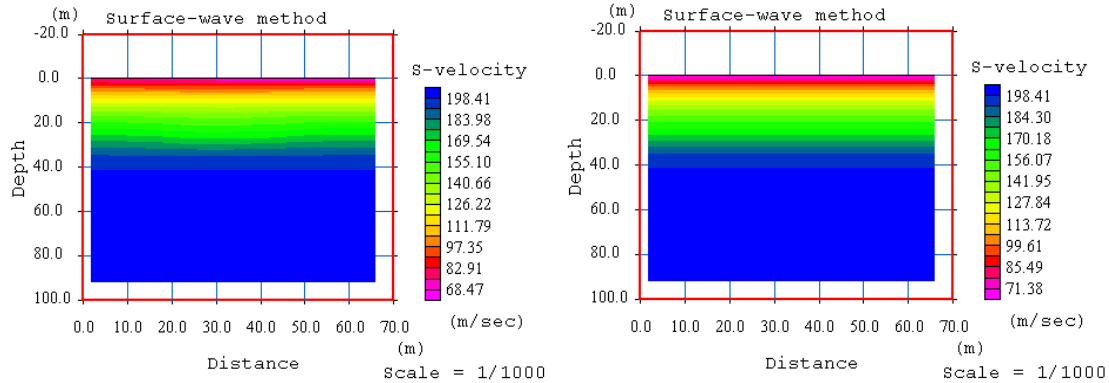 (m) Surface-wave method
-20.0
0.0
20.0
40.0
60.0
80.0
100.0
Depth
0.0 10.0 20.0 30.0 40.0 50.0 60.0 70.0
(m)
Distance
Scale = 1/1000
S-velocity
198.41
183.98
169.54
155.10
140.66
126.22
111.79
97.35
82.91
68.47
(m/sec)
(m) Surface-wave method
-20.0
0.0
20.0
40.0
60.0
80.0
100.0
Depth
0.0 10.0 20.0 30.0 40.0 50.0 60.0 70.0
(m)
Distance
Scale = 1/1000
S-velocity
198.41
184.30
170.18
156.07
141.95
127.84
113.72
99.61
85.49
71.38
(m/sec)